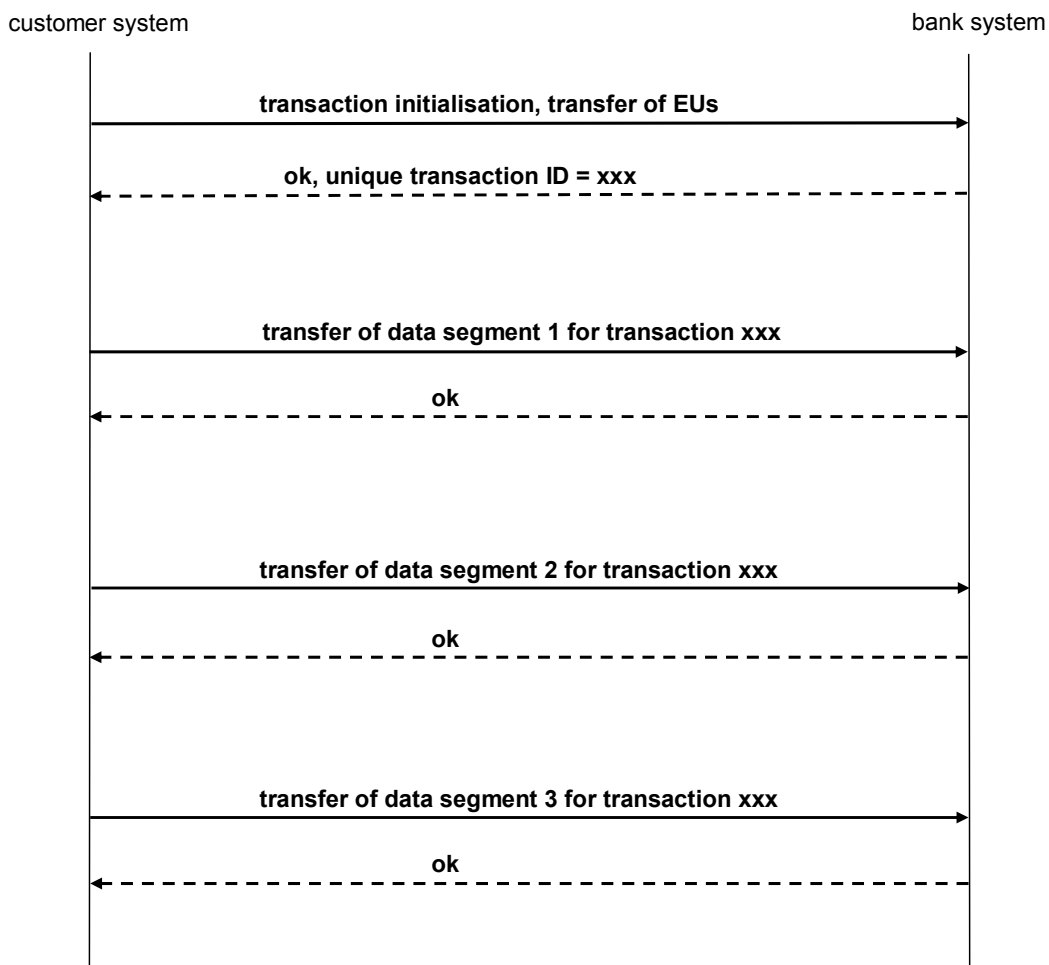 customer system
bank system
transaction initialisation, transfer of EUs
ok, unique transaction ID = xxx
transfer of data segment 1 for transaction xxx
ok
transfer of data segment 2 for transaction xxx
ok
transfer of data segment 3 for transaction xxx
ok